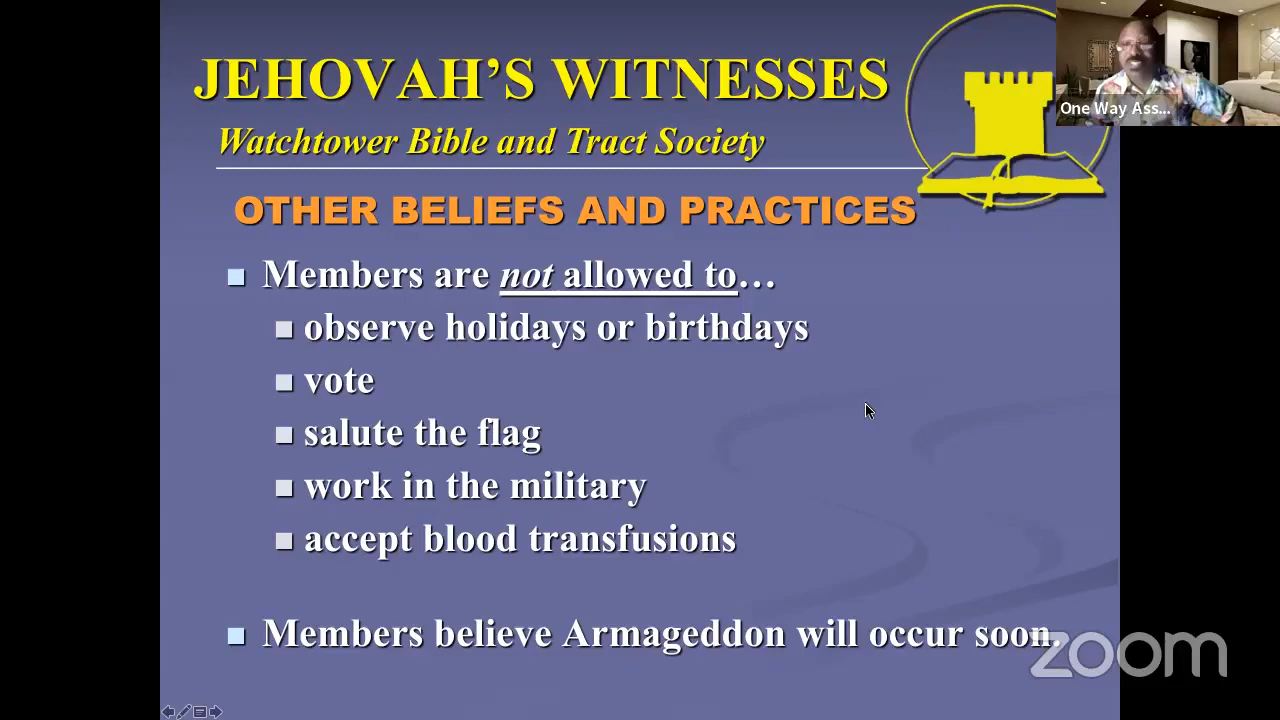 JEHOVAH’S WITNESSES
One Way Ass...
Watchtower Bible and Tract Society
OTHER BELIEFS AND PRACTICES
Members are not allowed to…
observe holidays or birthdays
vote
salute the flag
work in the military
accept blood transfusions
Members believe Armageddon will occur soon.
zoom